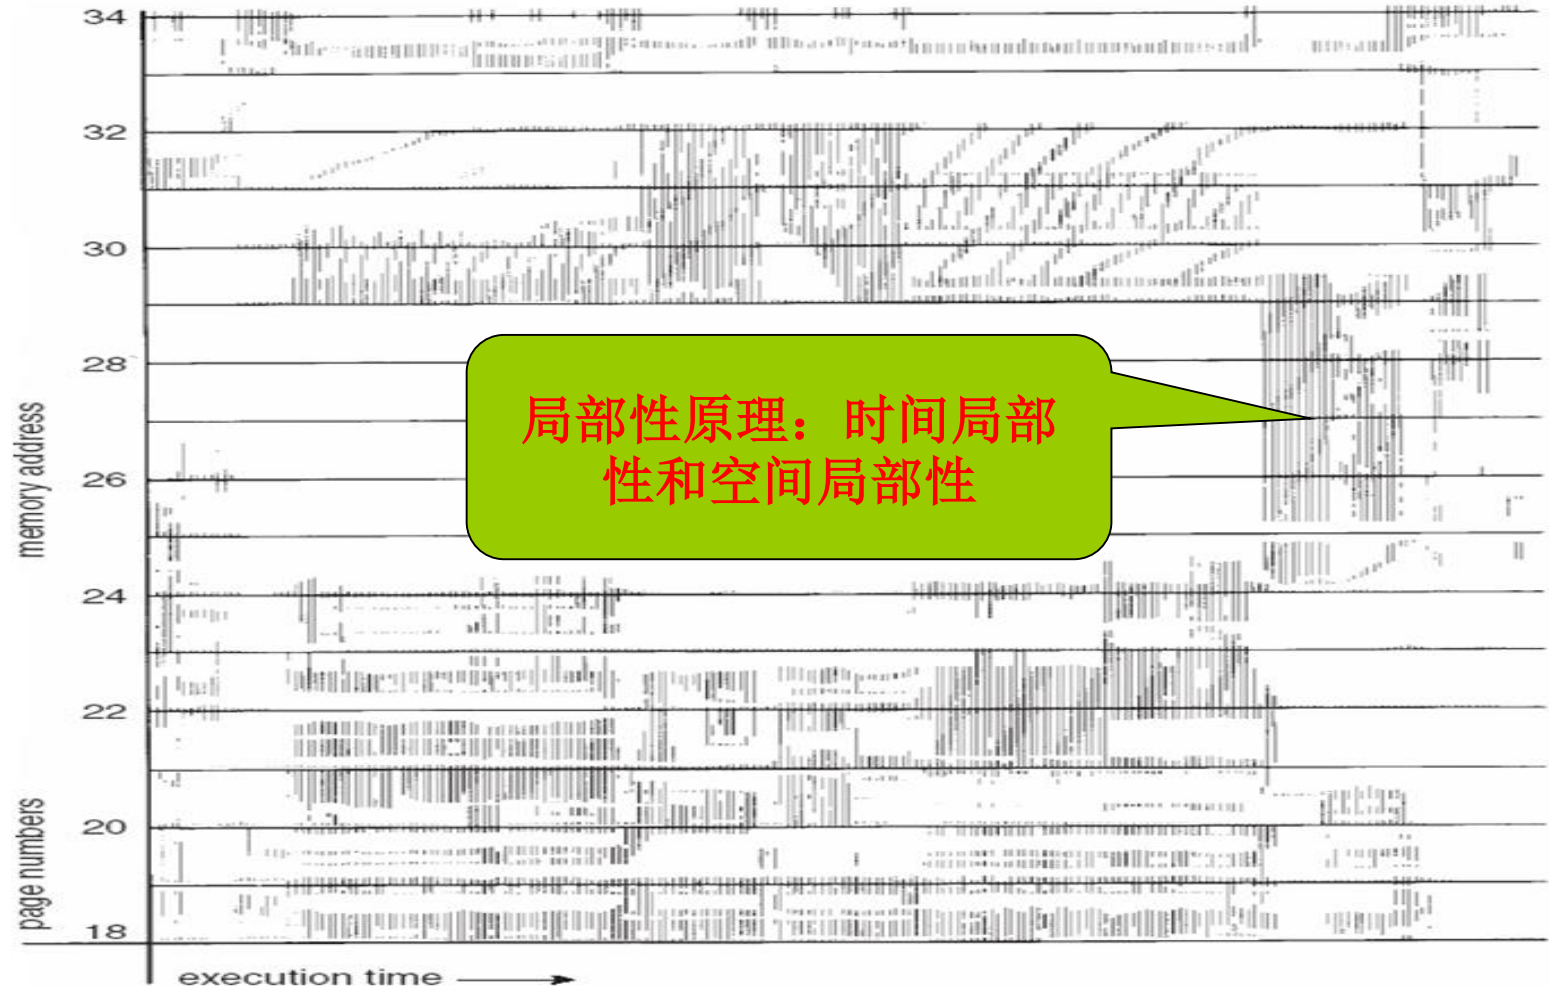 34
32
30
28
26
24
22
20
18
memory address
page numbers
局部性原理：时间局部
性和空间局部性
execution time